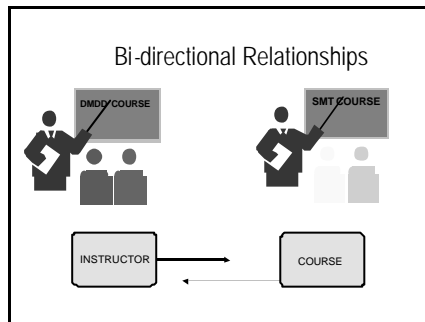 Bi-directional Relationships
DMDD COURSE
SMT COURSE
INSTRUCTOR
COURSE